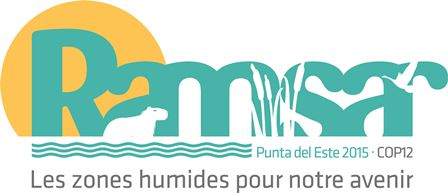 Ramsar
Punta del Este 2015 · COP12
Les zones humides pour notre avenir